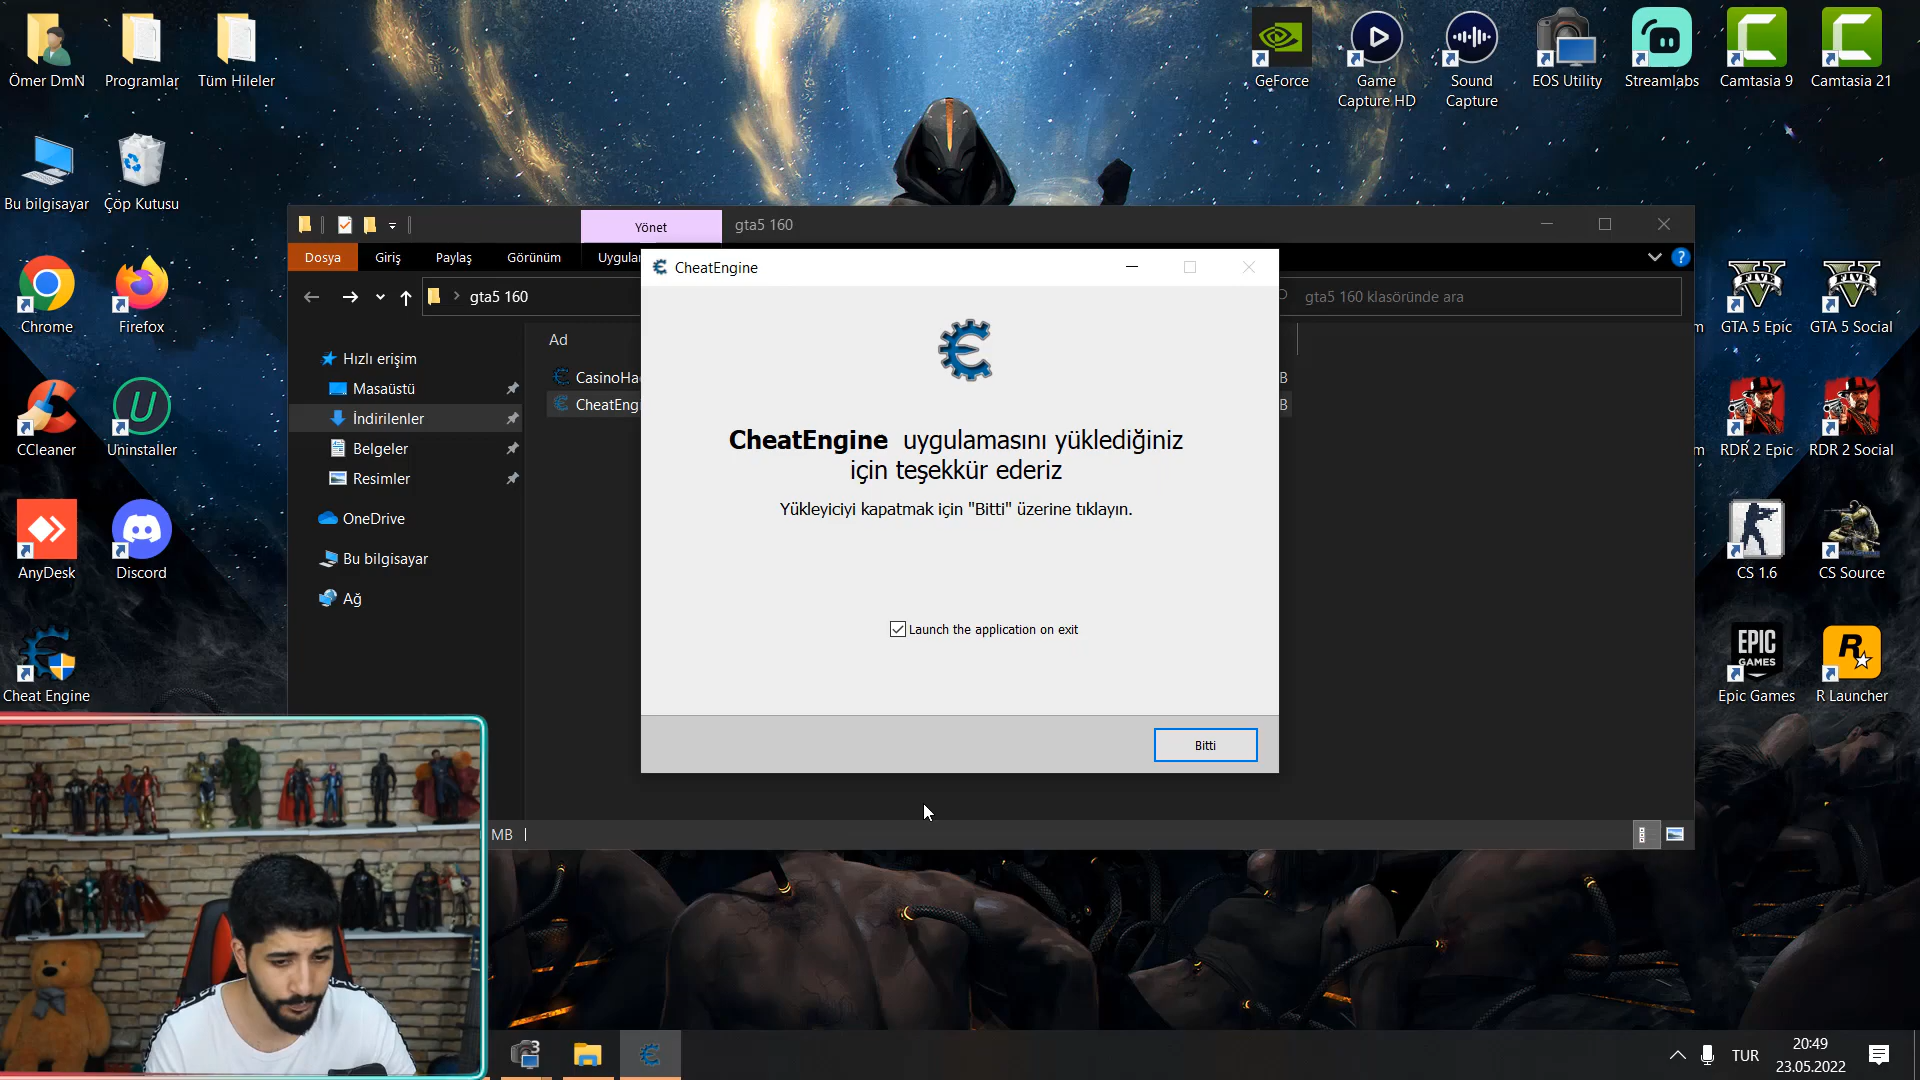 Ömer DmN
Programlar
Tüm Hileler
GeForce
Game
Capture HD
Sound
Capture
EOS Utility
Streamlabs
Camtasia 9
Camtasia 21
Bu bilgisayar
Çöp Kutusu
Yönet
gta5 160
Dosya
Giriş
Paylaş
Görünüm
Uygular
CheatEngine
gta5 160
gta5 160 klasöründe ara
Chrome
Firefox
GTA 5 Epic
GTA 5 Social
Ad
Hızlı erişim
Masaüstü
İndirilenler
Belgeler
Resimler
OneDrive
Bu bilgisayar
Ağ
CasinoHa
CheatEngi
B
B
CheatEngine uygulamasını yüklediğiniz
için teşekkür ederiz
Yükleyiciyi kapatmak için "Bitti" üzerine tıklayın.
Launch the application on exit
Bitti
CCleaner
Uninstaller
RDR 2 Epic
RDR 2 Social
AnyDesk
Discord
CS 1.6
CS Source
Cheat Engine
EPIC
GAMES
Epic Games
R Launcher
MB
TUR
20:49
23.05.2022